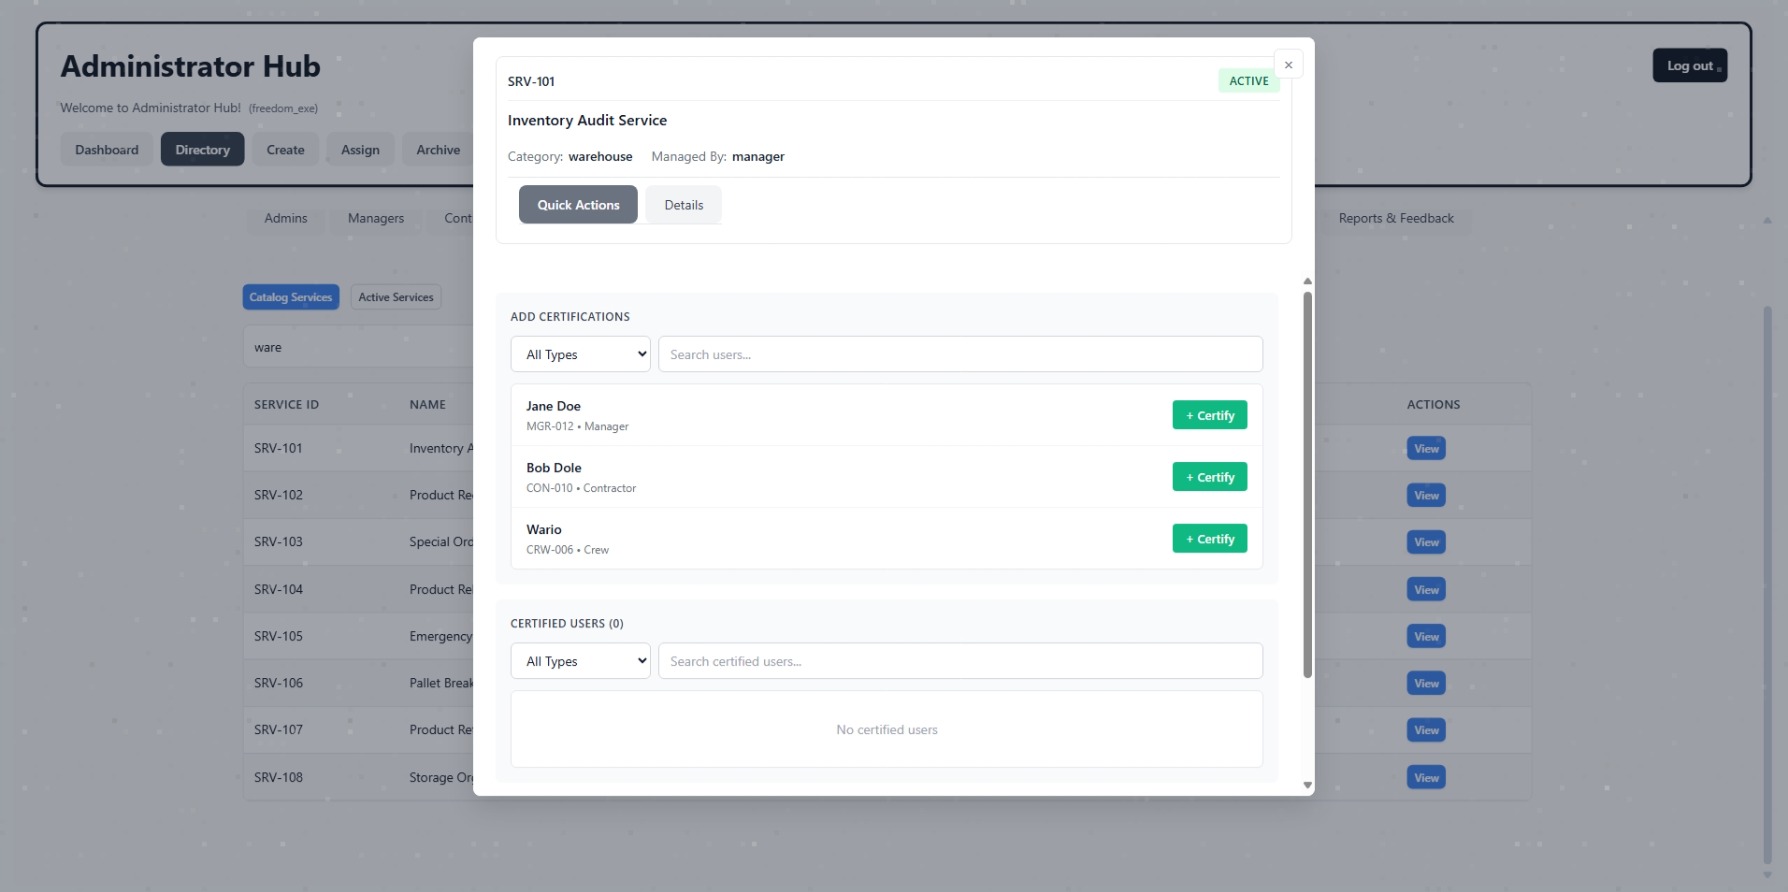 Administrator Hub
Log out
Welcome to Administrator Hub! (freedom_exe)
Dashboard Directory Create Assign Archive
Admins Managers Cont Reports & Feedback
Catalog Services Active Services
ware
SERVICE ID NAME ACTIONS
SRV-101 Inventory A View
SRV-102 Product Re View
SRV-103 Special Ord View
SRV-104 Product Re View
SRV-105 Emergency View
SRV-106 Pallet Break View
SRV-107 Product Re View
SRV-108 Storage Or View
×
SRV-101 ACTIVE
Inventory Audit Service
Category: warehouse Managed By: manager
Quick Actions Details
ADD CERTIFICATIONS
All Types Search users...
Jane Doe
MGR-012 • Manager
+ Certify
Bob Dole
CON-010 • Contractor
+ Certify
Wario
CRW-006 • Crew
+ Certify
CERTIFIED USERS (0)
All Types Search certified users...
No certified users